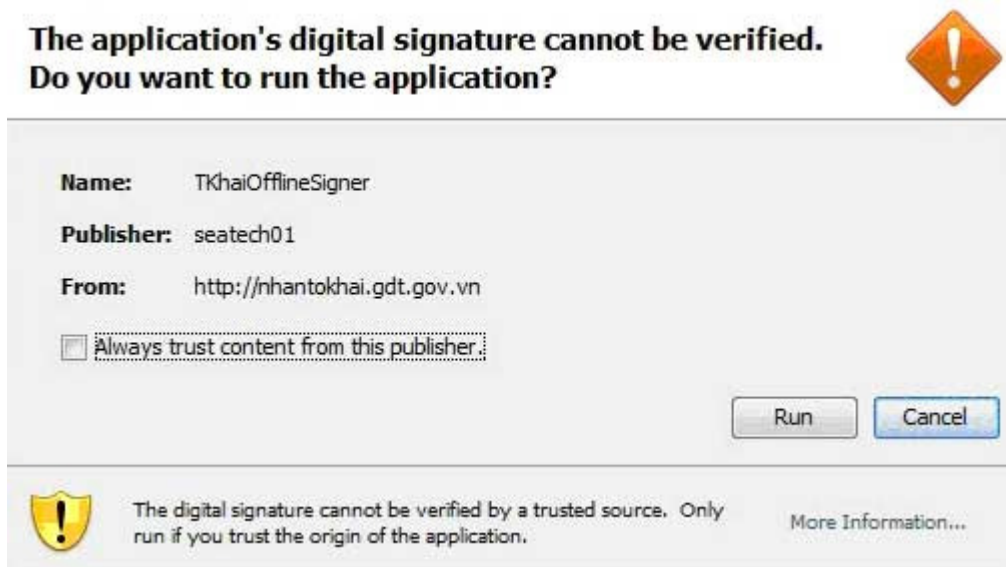 The application's digital signature cannot be verified.
Do you want to run the application?
Name: TKhaiOfflineSigner
Publisher: seatech01
From: http://nhantokhai.gdt.gov.vn
Always trust content from this publisher.
Run Cancel
The digital signature cannot be verified by a trusted source. Only
run if you trust the origin of the application.
More Information...